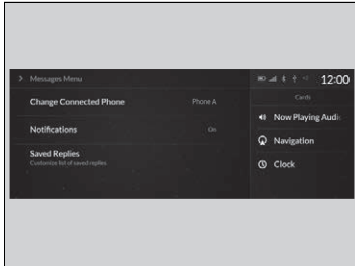 > Messages Menu
12:00
Change Connected Phone
Phone A
Cards
Now Playing Audi
Notifications
On
Navigation
Saved Replies
Customize list of saved replies
Clock